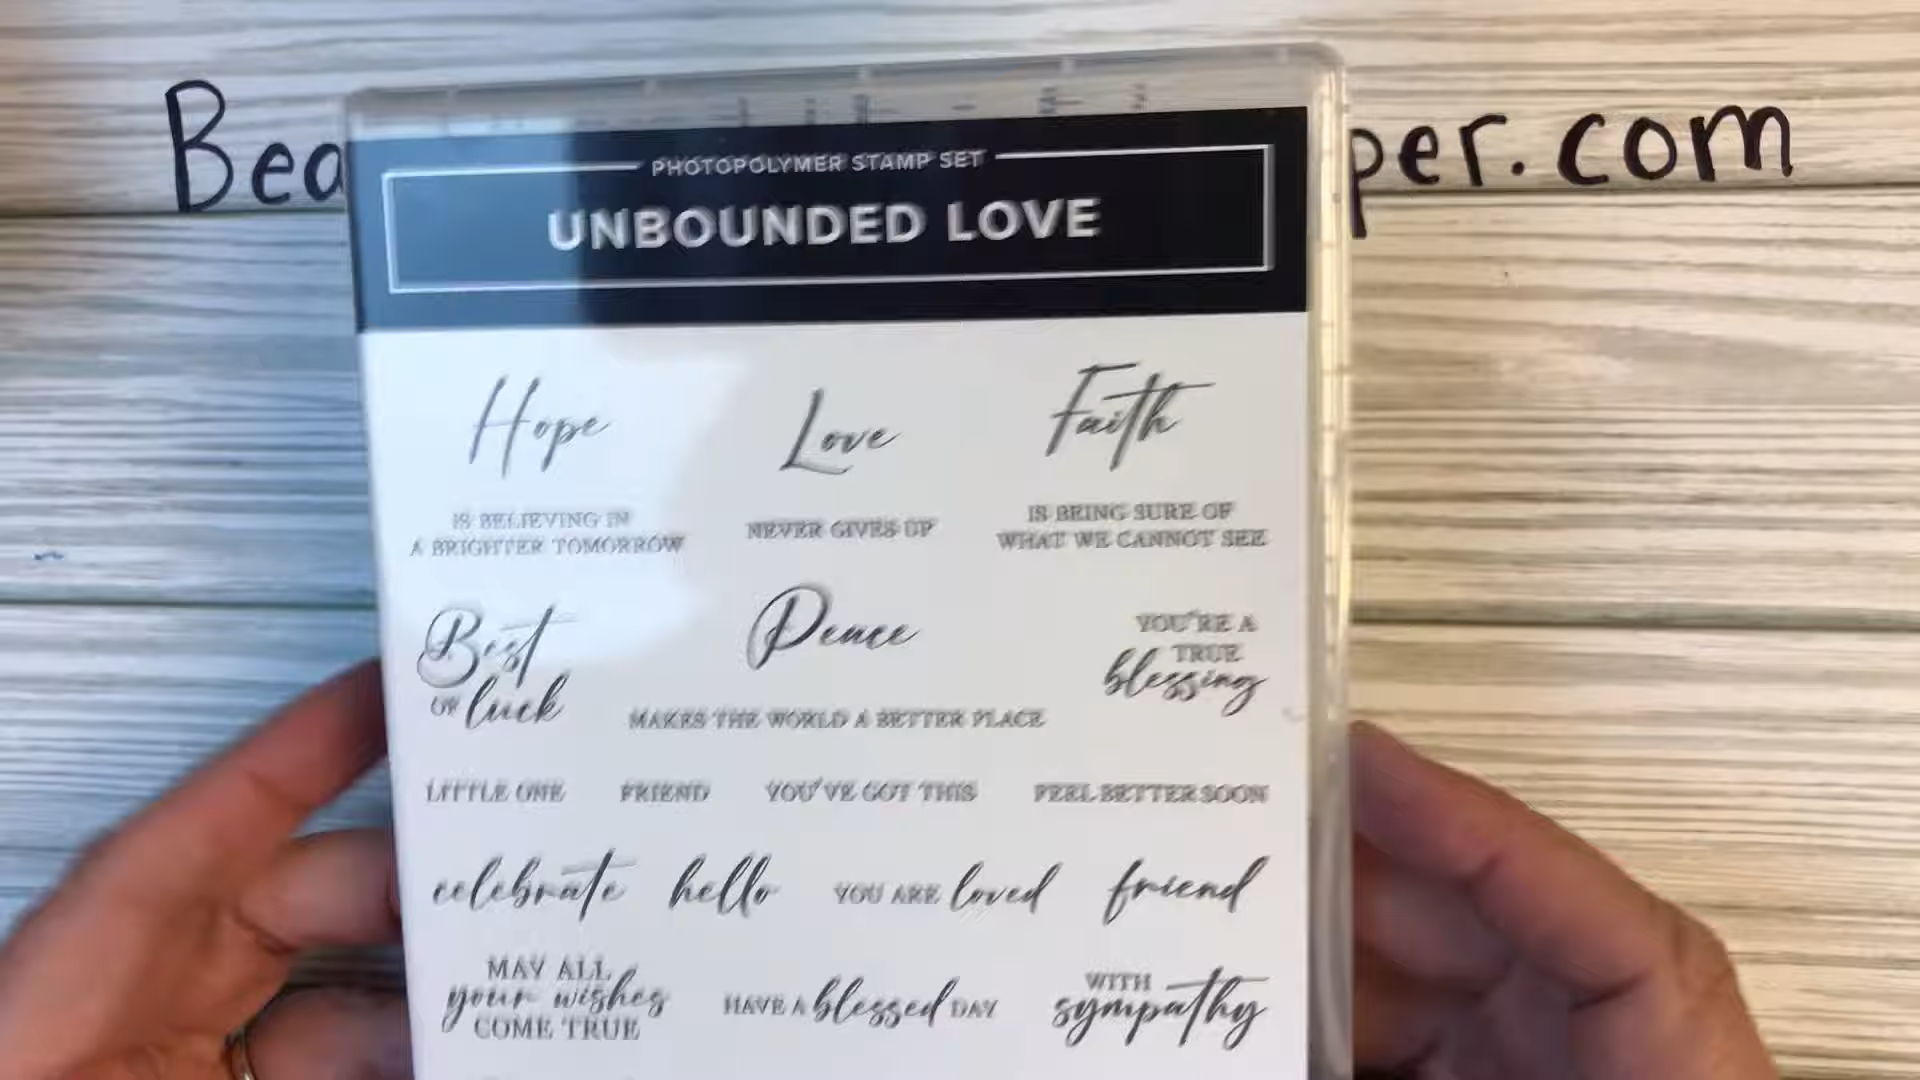 Bea
per.com
PHOTOPOLYMER STAMP SET
UNBOUNDED LOVE
Hope
IS BELIEVING IN
A BRIGHTER TOMORROW
Love
NEVER GIVES UP
Faith
IS BEING SURE OF
WHAT WE CANNOT SEE
Best
OF luck
Peace
MAKES THE WORLD A BETTER PLACE
YOU'RE A
TRUE
blessing
LITTLE ONE
FRIEND
YOU'VE GOT THIS
FEEL BETTER SOON
celebrate
hello
YOU ARE loved
friend
MAY ALL
your wishes
COME TRUE
HAVE A blessed DAY
WITH
sympathy